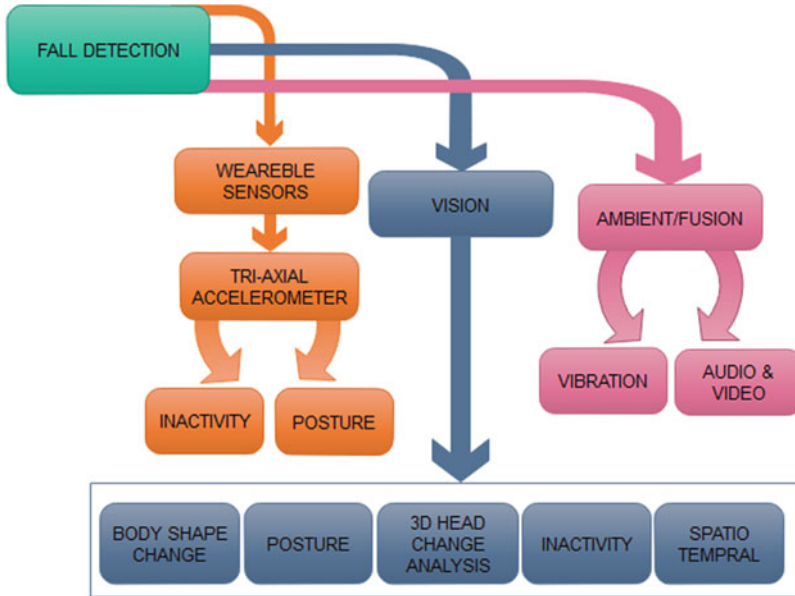 FALL DETECTION
WEAREBLE
SENSORS
VISION
AMBIENT/FUSION
TRI-AXIAL
ACCELEROMETER
VIBRATION
AUDIO &
VIDEO
INACTIVITY
POSTURE
BODY SHAPE
CHANGE
POSTURE
3D HEAD
CHANGE
ANALYSIS
INACTIVITY
SPATIO
TEMPRAL